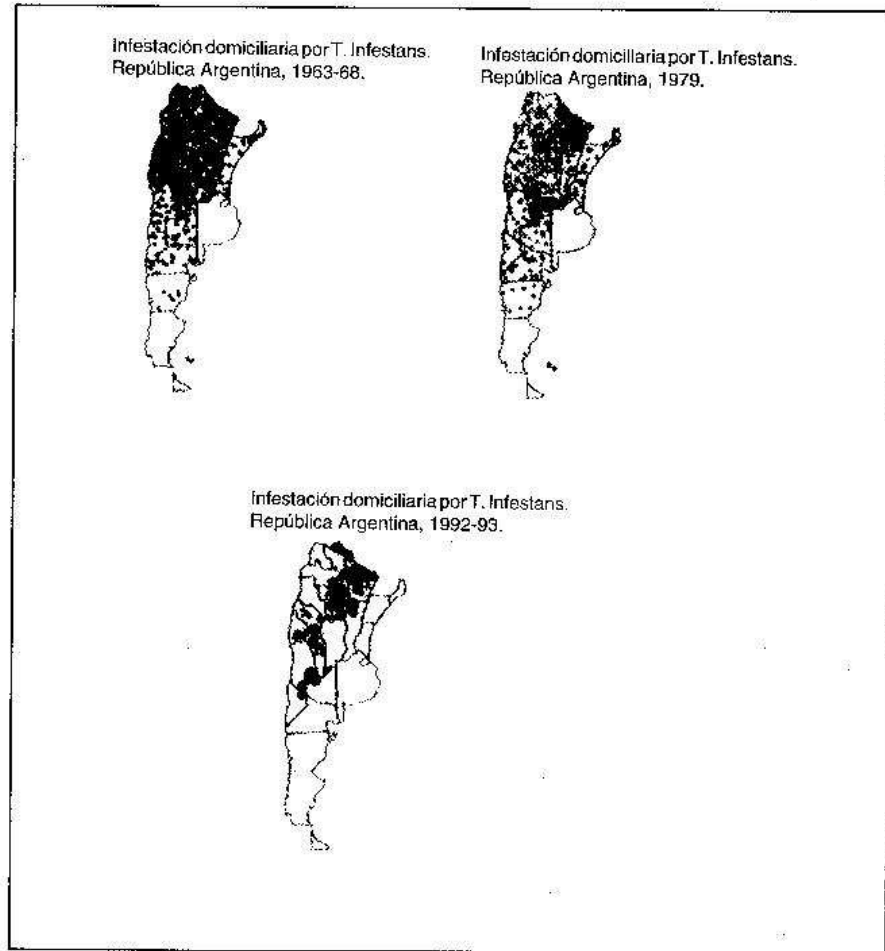 Infestación domiciliaria por T. Infestans.
República Argentina, 1963-68.
Infestación domiciliaria por T. Infestans.
República Argentina, 1979.
Infestación domiciliaria por T. Infestans.
República Argentina, 1992-93.